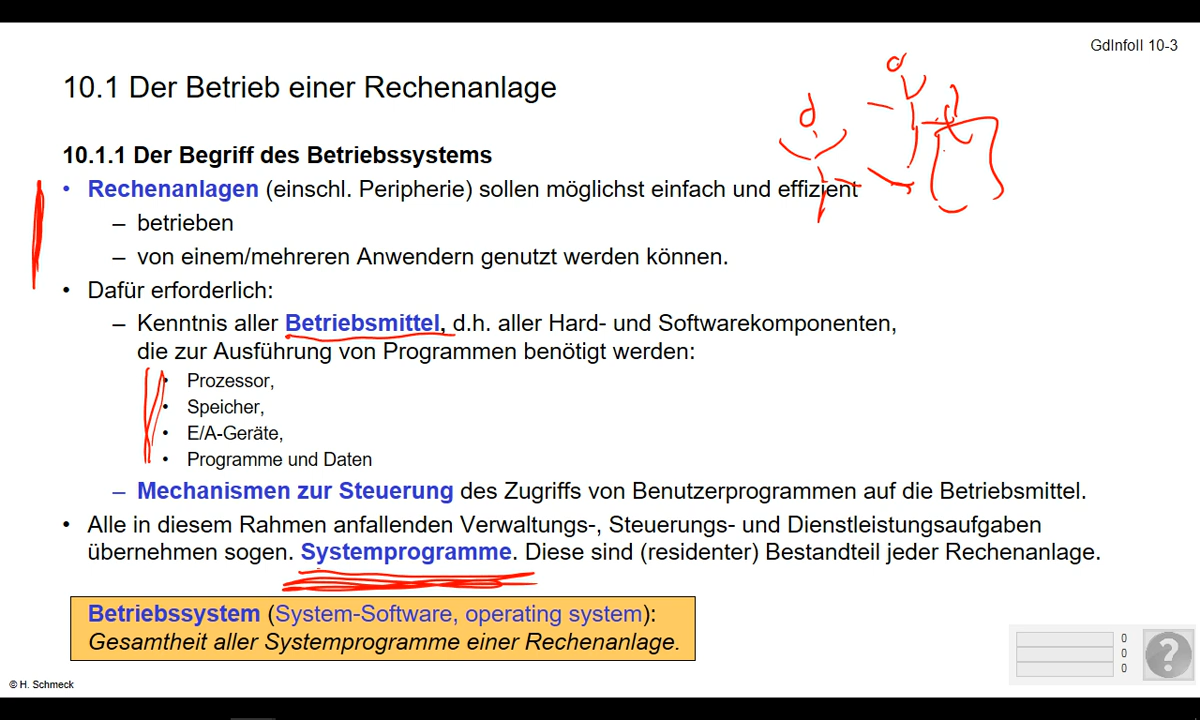 GdInfoII 10-3
10.1 Der Betrieb einer Rechenanlage
10.1.1 Der Begriff des Betriebssystems
• Rechenanlagen (einschl. Peripherie) sollen möglichst einfach und effizient
– betrieben
– von einem/mehreren Anwendern genutzt werden können.
• Dafür erforderlich:
– Kenntnis aller Betriebsmittel, d.h. aller Hard- und Softwarekomponenten,
die zur Ausführung von Programmen benötigt werden:
• Prozessor,
• Speicher,
• E/A-Geräte,
• Programme und Daten
– Mechanismen zur Steuerung des Zugriffs von Benutzerprogrammen auf die Betriebsmittel.
• Alle in diesem Rahmen anfallenden Verwaltungs-, Steuerungs- und Dienstleistungsaufgaben
übernehmen sogen. Systemprogramme. Diese sind (residenter) Bestandteil jeder Rechenanlage.
Betriebssystem (System-Software, operating system):
Gesamtheit aller Systemprogramme einer Rechenanlage.
0
0
0
?
© H. Schmeck